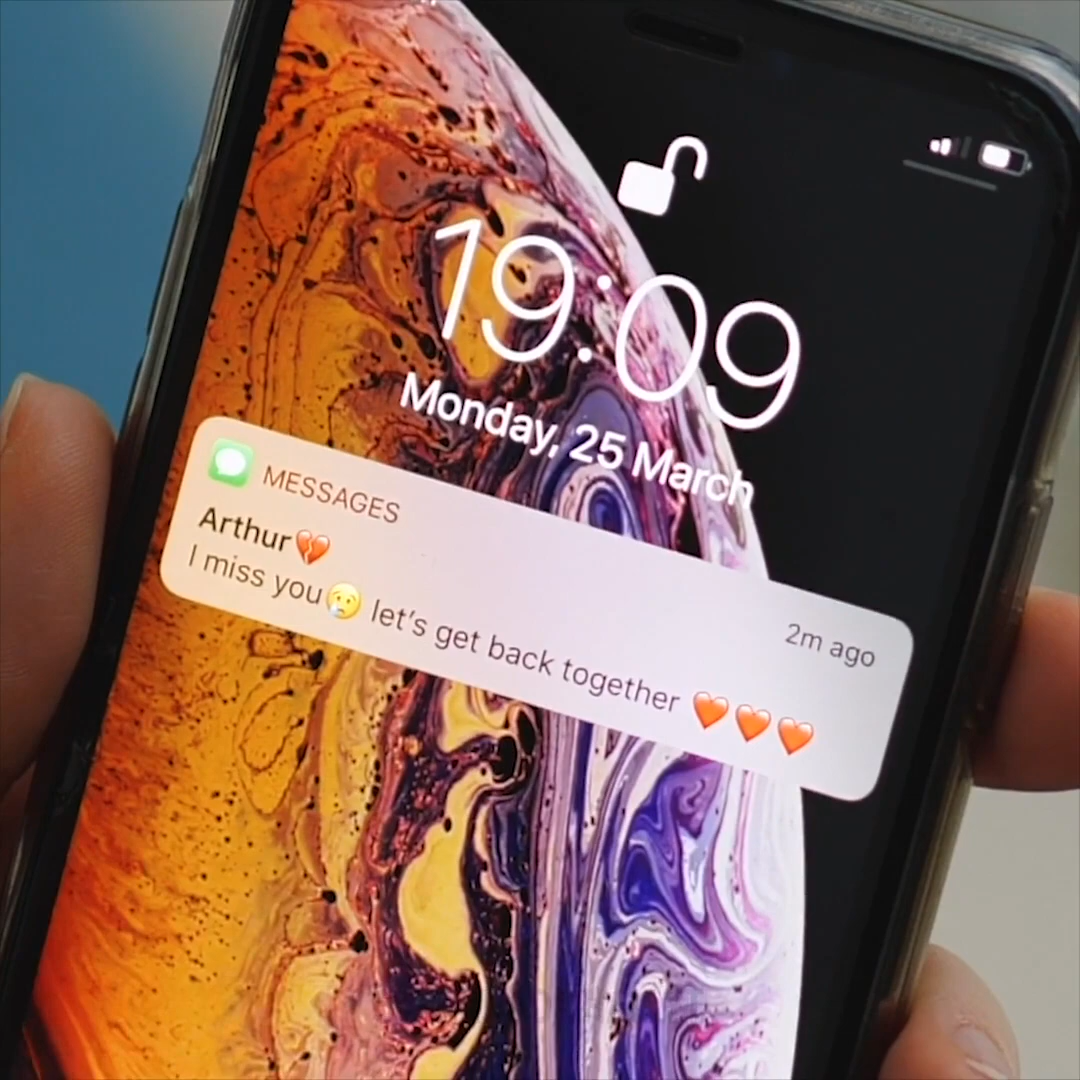 19:09
Monday, 25 March
MESSAGES
Arthur💔
2m ago
I miss you😢 let's get back together ❤️❤️❤️